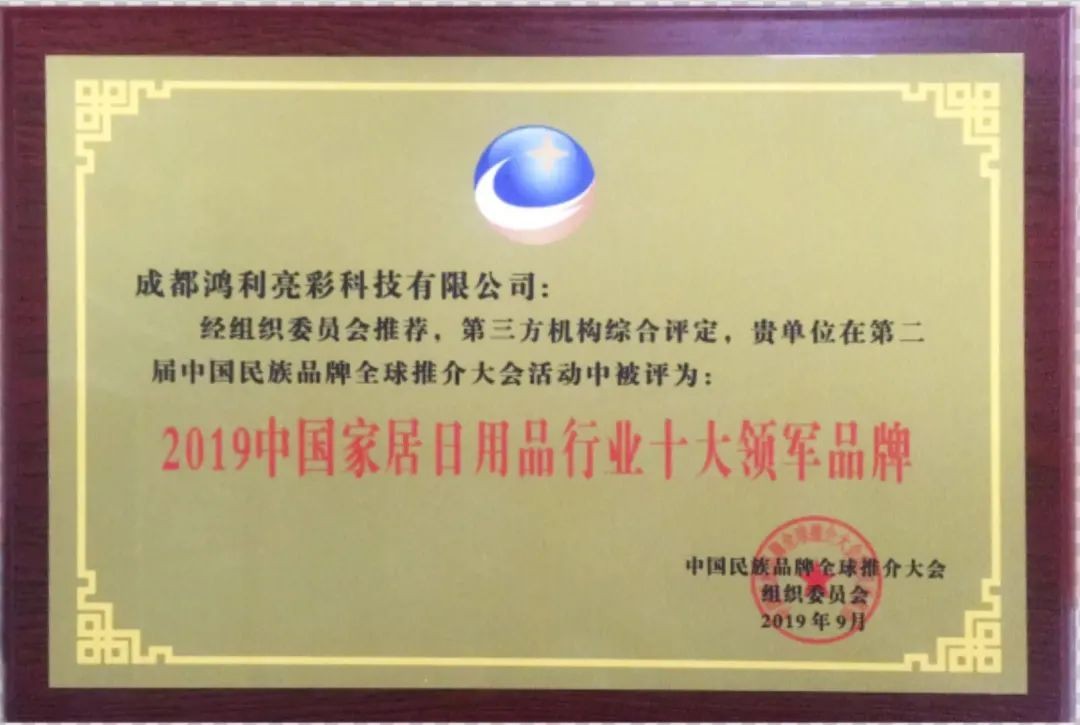 成都鸿利亮彩科技有限公司：
经组织委员会推荐，第三方机构综合评定，贵单位在第二
届中国民族品牌全球推介大会活动中被评为：
2019中国家居日用品行业十大领军品牌
中国民族品牌全球推介大会
组织委员会
2019年9月